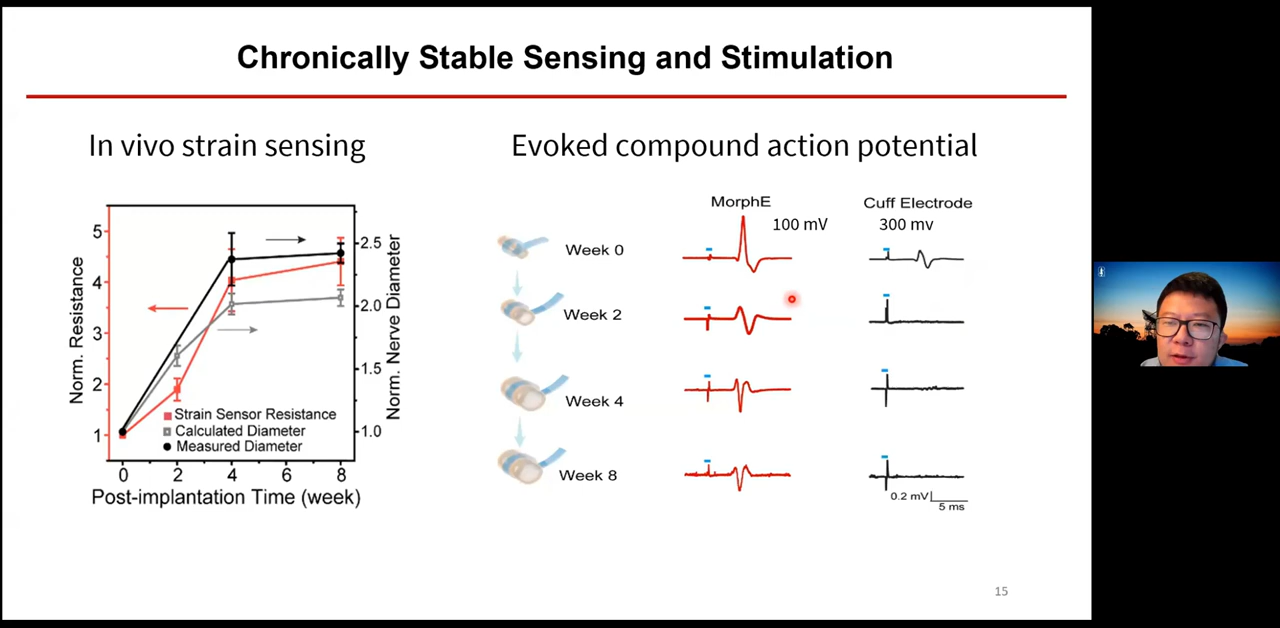 Chronically Stable Sensing and Stimulation
In vivo strain sensing
Norm. Resistance
5
4
3
2
1
Strain Sensor Resistance
Calculated Diameter
Measured Diameter
2.5
2.0
1.5
1.0
Norm. Nerve Diameter
0 2 4 6 8
Post-implantation Time (week)
Evoked compound action potential
MorphE
Cuff Electrode
100 mV
300 mv
Week 0
Week 2
Week 4
Week 8
0.2 mV
5 ms
15